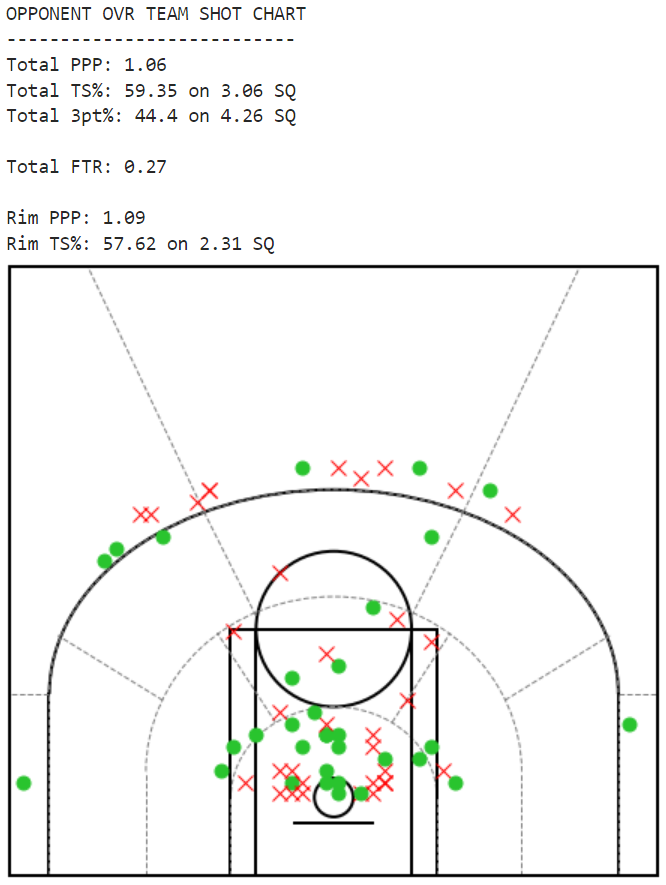 OPPONENT OVR TEAM SHOT CHART
---------------------------
Total PPP: 1.06
Total TS%: 59.35 on 3.06 SQ
Total 3pt%: 44.4 on 4.26 SQ
Total FTR: 0.27
Rim PPP: 1.09
Rim TS%: 57.62 on 2.31 SQ